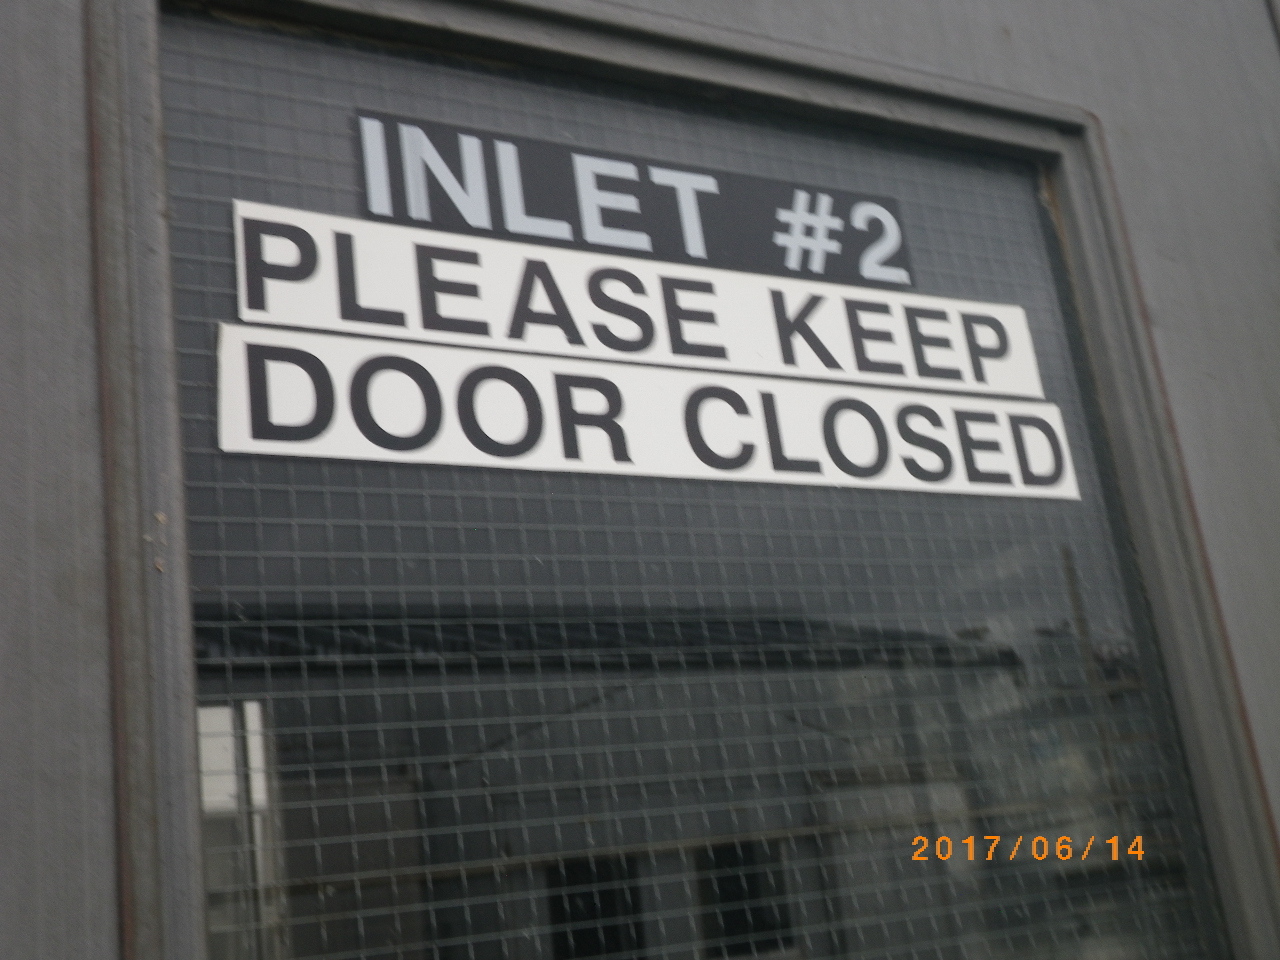 INLET #2
PLEASE KEEP
DOOR CLOSED
2017/06/14